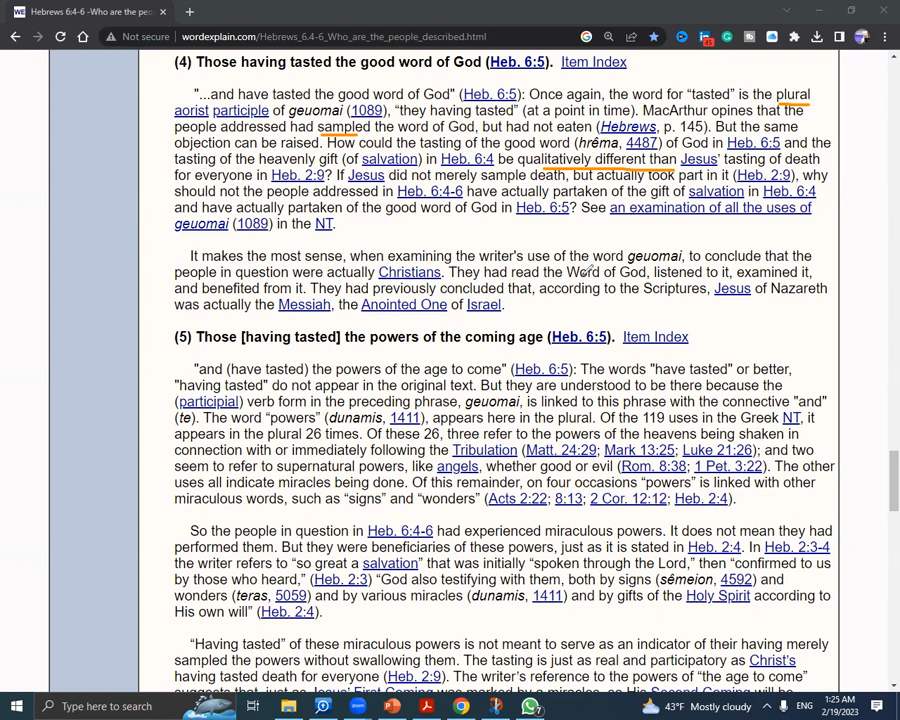 WE Hebrews 6:4-6 -Who are the peo
Not secure wordexplain.com/Hebrews_6.4-6_Who_are_the_people_described.html
45
(4) Those having tasted the good word of God (Heb. 6:5). Item Index
"...and have tasted the good word of God" (Heb. 6:5): Once again, the word for “tasted” is the plural
aorist participle of geuomai (1089), “they having tasted” (at a point in time). MacArthur opines that the
people addressed had sampled the word of God, but had not eaten (Hebrews, p. 145). But the same
objection can be raised. How could the tasting of the good word (hrêma, 4487) of God in Heb. 6:5 and the
tasting of the heavenly gift (of salvation) in Heb. 6:4 be qualitatively different than Jesus’ tasting of death
for everyone in Heb. 2:9? If Jesus did not merely sample death, but actually took part in it (Heb. 2:9), why
should not the people addressed in Heb. 6:4-6 have actually partaken of the gift of salvation in Heb. 6:4
and have actually partaken of the good word of God in Heb. 6:5? See an examination of all the uses of
geuomai (1089) in the NT.
It makes the most sense, when examining the writer's use of the word geuomai, to conclude that the
people in question were actually Christians. They had read the Word of God, listened to it, examined it,
and benefited from it. They had previously concluded that, according to the Scriptures, Jesus of Nazareth
was actually the Messiah, the Anointed One of Israel.
(5) Those [having tasted] the powers of the coming age (Heb. 6:5). Item Index
"and (have tasted) the powers of the age to come" (Heb. 6:5): The words "have tasted" or better,
"having tasted" do not appear in the original text. But they are understood to be there because the
(participial) verb form in the preceding phrase, geuomai, is linked to this phrase with the connective "and"
(te). The word “powers” (dunamis, 1411), appears here in the plural. Of the 119 uses in the Greek NT, it
appears in the plural 26 times. Of these 26, three refer to the powers of the heavens being shaken in
connection with or immediately following the Tribulation (Matt. 24:29; Mark 13:25; Luke 21:26); and two
seem to refer to supernatural powers, like angels, whether good or evil (Rom. 8:38; 1 Pet. 3:22). The other
uses all indicate miracles being done. Of this remainder, on four occasions “powers” is linked with other
miraculous words, such as “signs” and “wonders” (Acts 2:22; 8:13; 2 Cor. 12:12; Heb. 2:4).
So the people in question in Heb. 6:4-6 had experienced miraculous powers. It does not mean they had
performed them. But they were beneficiaries of these powers, just as it is stated in Heb. 2:4. In Heb. 2:3-4
the writer refers to “so great a salvation” that was initially “spoken through the Lord,” then “confirmed to us
by those who heard,” (Heb. 2:3) “God also testifying with them, both by signs (sêmeion, 4592) and
wonders (teras, 5059) and by various miracles (dunamis, 1411) and by gifts of the Holy Spirit according to
His own will” (Heb. 2:4).
“Having tasted” of these miraculous powers is not meant to serve as an indicator of their having merely
sampled the powers without swallowing them. The tasting is just as real and participatory as Christ's
having tasted death for everyone (Heb. 2:9). The writer's reference to the powers of “the age to come”
suggests that, just as Jesus' First Coming was marked by a miracles, so His Second Coming will be
Type here to search
43°F Mostly cloudy
1:25 AM
2/19/2023